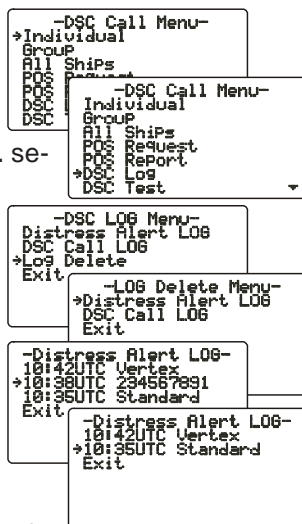 -DSC Call Menu-
→Individual
GrouP
All ShiPs
POS Request
POS
DSC
DSC
-DSC Call Menu-
Individual
GrouP
All ShiPs
POS Request
POS RePort
→DSC Log
DSC Test
. se-
-DSC LOG Menu-
Distress Alert LOG
DSC Call LOG
→Log Delete
Exit
-LOG Delete Menu-
→Distress Alert LOG
DSC Call LOG
Exit
-Distress Alert LOG-
10:42UTC Vertex
→10:38UTC 234567891
10:35UTC Standard
Exit
-Distress Alert LOG-
10:42UTC Vertex
→10:35UTC Standard
Exit